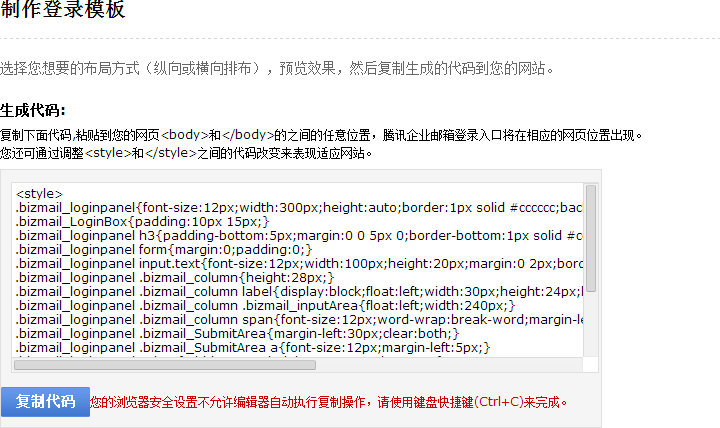 制作登录模板
选择您想要的布局方式（纵向或横向排布），预览效果，然后复制生成的代码到您的网站。
生成代码:
复制下面代码,粘贴到您的网页<body>和</body>的之间的任意位置，腾讯企业邮箱登录入口将在相应的网页位置出现。
您还可通过调整<style>和</style>之间的代码改变来表现适应网站。
<style>
.bizmail_loginpanel{font-size:12px;width:300px;height:auto;border:1px solid #cccccc;bac
.bizmail_LoginBox{padding:10px 15px;}
.bizmail_loginpanel h3{padding-bottom:5px;margin:0 0 5px 0;border-bottom:1px solid #cc
.bizmail_loginpanel form{margin:0;padding:0;}
.bizmail_loginpanel input.text{font-size:12px;width:100px;height:20px;margin:0 2px;bor
.bizmail_loginpanel .bizmail_column{height:28px;}
.bizmail_loginpanel .bizmail_column label{display:block;float:left;width:30px;height:24px;
.bizmail_loginpanel .bizmail_column .bizmail_inputArea{float:left;width:240px;}
.bizmail_loginpanel .bizmail_column span{font-size:12px;word-wrap:break-word;margin-le
.bizmail_loginpanel .bizmail_SubmitArea{margin-left:30px;clear:both;}
.bizmail_loginpanel .bizmail_SubmitArea a{font-size:12px;margin-left:5px;}
复制代码 您的浏览器安全设置不允许编辑器自动执行复制操作，请使用键盘快捷键(Ctrl+C)来完成。